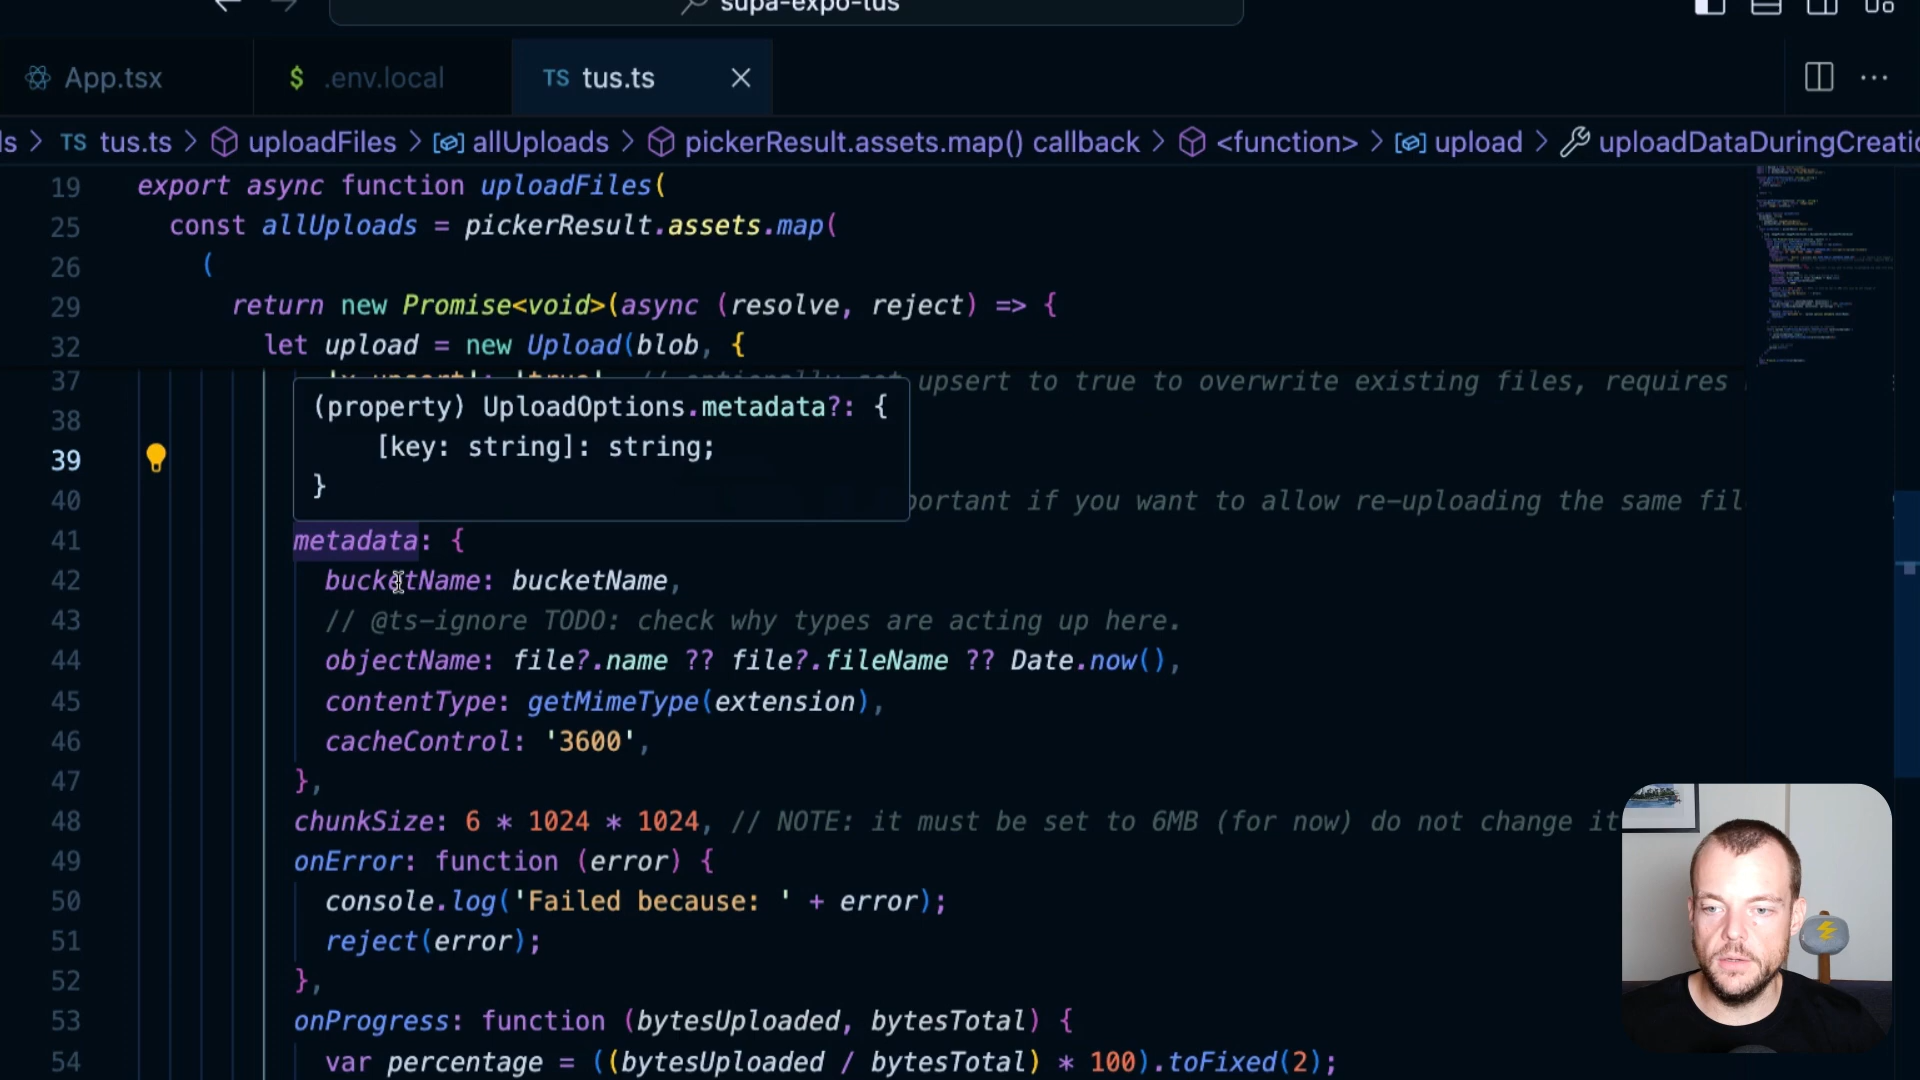 supa-expo-tus
App.tsx
$ .env.local
TS tus.ts
ls > TS tus.ts > uploadFiles > allUploads > pickerResult.assets.map() callback > <function> > upload > uploadDataDuringCreatio
19 export async function uploadFiles(
25 const allUploads = pickerResult.assets.map(
26 (
29 return new Promise<void>(async (resolve, reject) => {
32 let upload = new Upload(blob, {
37 'x-upsert': 'true', // optionally set upsert to true to overwrite existing files, requires
(property) UploadOptions.metadata?: {
38
[key: string]: string;
39
}
40 portant if you want to allow re-uploading the same fil
41 metadata: {
42 bucketName: bucketName,
43 // @ts-ignore TODO: check why types are acting up here.
44 objectName: file?.name ?? file?.fileName ?? Date.now(),
45 contentType: getMimeType(extension),
46 cacheControl: '3600',
47 },
48 chunkSize: 6 * 1024 * 1024, // NOTE: it must be set to 6MB (for now) do not change it
49 onError: function (error) {
50 console.log('Failed because: ' + error);
51 reject(error);
52 },
53 onProgress: function (bytesUploaded, bytesTotal) {
54 var percentage = ((bytesUploaded / bytesTotal) * 100).toFixed(2);